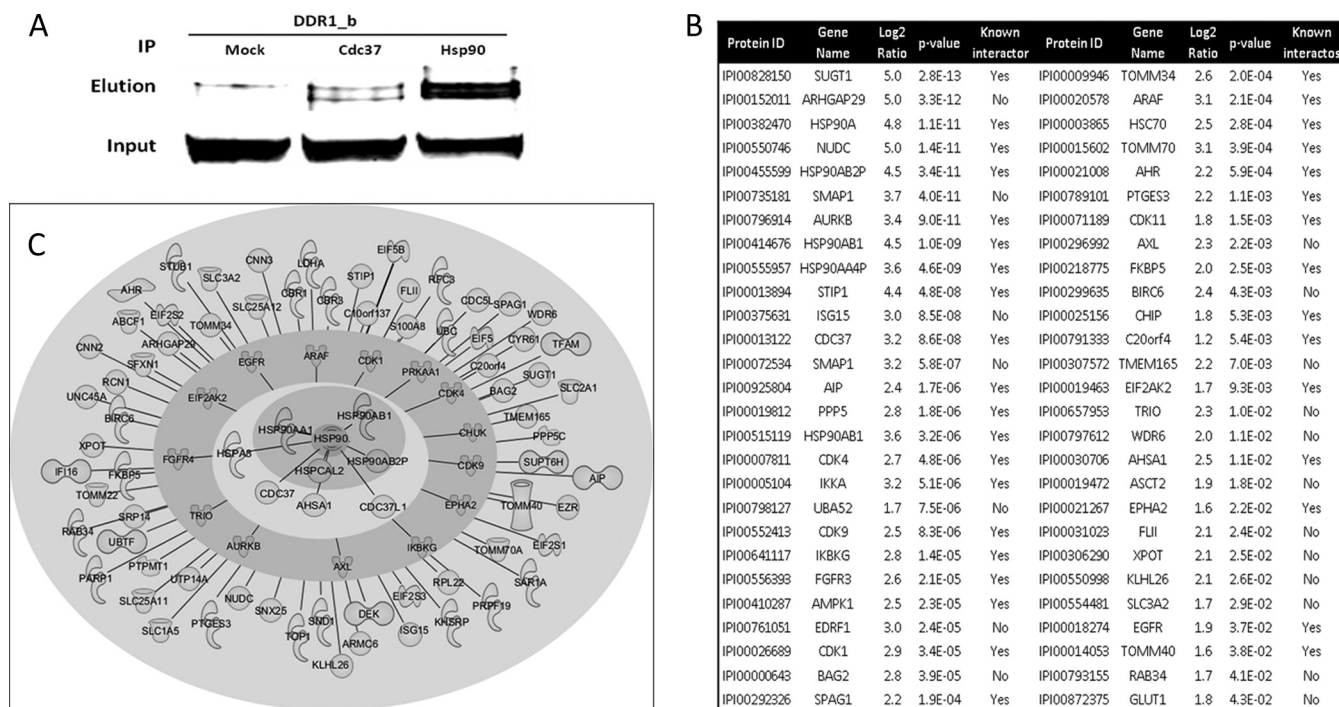 A
DDR1_b
IP Mock Cdc37 Hsp90
Elution
Input
B
Protein ID Gene Name Log2 Ratio p-value Known interactor Protein ID Gene Name Log2 Ratio p-value Known interactos
IPI00828150 SUGT1 5.0 2.8E-13 Yes IPI00009946 TOMM34 2.6 2.0E-04 Yes
IPI00152011 ARHGAP29 5.0 3.3E-12 No IPI00020578 ARAF 3.1 2.1E-04 Yes
IPI00382470 HSP90A 4.8 1.1E-11 Yes IPI00003865 HSC70 2.5 2.8E-04 Yes
IPI00550746 NUDC 5.0 1.4E-11 Yes IPI00015602 TOMM70 3.1 3.9E-04 Yes
IPI00455599 HSP90AB2P 4.5 3.4E-11 Yes IPI00021008 AHR 2.2 5.9E-04 Yes
IPI00735181 SMAP1 3.7 4.0E-11 No IPI00789101 PTGES3 2.2 1.1E-03 Yes
IPI00796914 AURKB 3.4 9.0E-11 Yes IPI00071189 CDK11 1.8 1.5E-03 Yes
IPI00414676 HSP90AB1 4.5 1.0E-09 Yes IPI00296992 AXL 2.3 2.2E-03 No
IPI00555957 HSP90AA4P 3.6 4.6E-09 Yes IPI00218775 FKBP5 2.0 2.5E-03 Yes
IPI00013894 STIP1 4.4 4.8E-08 Yes IPI00299635 BIRC6 2.4 4.3E-03 No
IPI00375631 ISG15 3.0 8.5E-08 No IPI00025156 CHIP 1.8 5.3E-03 Yes
IPI00013122 CDC37 3.2 8.6E-08 Yes IPI00791333 C20orf4 1.2 5.4E-03 Yes
IPI00072534 SMAP1 3.2 5.8E-07 No IPI00307572 TMEM165 2.2 7.0E-03 No
IPI00925804 AIP 2.4 1.7E-06 Yes IPI00019463 EIF2AK2 1.7 9.3E-03 Yes
IPI00019812 PPP5 2.8 1.8E-06 Yes IPI00657953 TRIO 2.3 1.0E-02 No
IPI00515119 HSP90AB1 3.6 3.2E-06 Yes IPI00797612 WDR6 2.0 1.1E-02 No
IPI00007811 CDK4 2.7 4.8E-06 Yes IPI00030706 AHSA1 2.5 1.1E-02 Yes
IPI00005104 IKKA 3.2 5.1E-06 Yes IPI00019472 ASCT2 1.9 1.8E-02 No
IPI00798127 UBA52 1.7 7.5E-06 No IPI00021267 EPHA2 1.6 2.2E-02 Yes
IPI00552413 CDK9 2.5 8.3E-06 Yes IPI00031023 FLII 2.1 2.4E-02 No
IPI00641117 IKBKG 2.8 1.4E-05 Yes IPI00306290 XPOT 2.1 2.5E-02 No
IPI00556393 FGFR3 2.6 2.1E-05 Yes IPI00550998 KLHL26 2.1 2.6E-02 No
IPI00410287 AMPK1 2.5 2.3E-05 Yes IPI00554481 SLC3A2 1.7 2.9E-02 No
IPI00761051 EDRF1 3.0 2.4E-05 No IPI00018274 EGFR 1.9 3.7E-02 Yes
IPI00026689 CDK1 2.9 3.4E-05 Yes IPI00014053 TOMM40 1.6 3.8E-02 Yes
IPI00000643 BAG2 2.8 3.9E-05 No IPI00793155 RAB34 1.7 4.1E-02 No
IPI00292326 SPAG1 2.2 1.9E-04 Yes IPI00872375 GLUT1 1.8 4.3E-02 No
C
EIF5B
CNN3 LDHA STIP1 RFC3
STUB1 SLC3A2 CBR1 CBR3 FLII
AHR SLC25A12 C10orf137 CDC5L SPAG1
ABCF1 EIF2S2 TOMM34 S100A8 UBC WDR6
CNN2 ARHGAP29 EIF5 CYR61 TFAM
SFXN1 EGFR ARAF CDK1 PRKAA1 C20orf4
RCN1 EIF2AK2 CDK4 SUGT1
UNC45A BAG2 SLC2A1
BIRC6 HSP90AB1 TMEM165
XPOT HSP90AA1 HSP90. CHUK PPP5C
IFI16 FKBP5 FGFR4 HSPA8 HSP90AB2P CDK9 SUPT6H
TOMM22 HSPCAL2 AIP
CDC37 AHSA1 CDC37L1 EPHA2 TOMM40 EZR
RAB34 SRP14 TRIO
UBTF AURKB IKBKG TOMM70A EIF2S1
PARP1 PTPMT1 AXL
UTP14A EIF2S3 RPL22 SAR1A
SLC25A11 NUDC SNX25 DEK PRPF19
SLC1A5 PTGES3 TOP1 SND1 ARMC6 ISG15 KHSRP
KLHL26